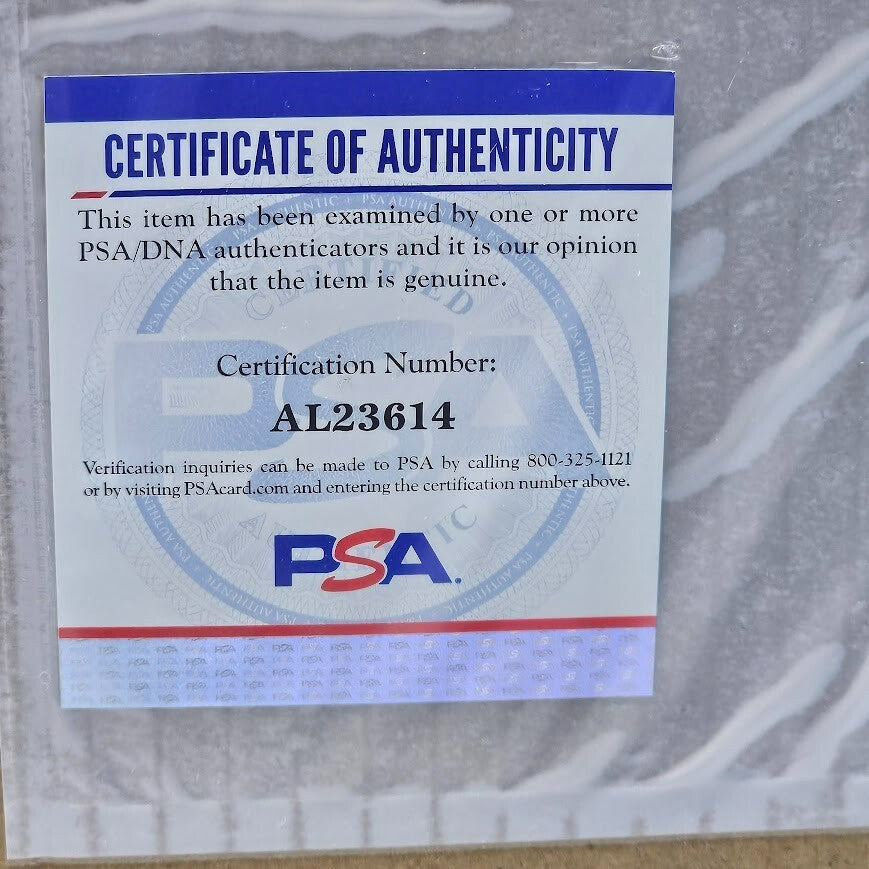 CERTIFICATE OF AUTHENTICITY
This item has been examined by one or more
PSA/DNA authenticators and it is our opinion
that the item is genuine.
CERTIFIED
Certification Number:
AL23614
Verification inquiries can be made to PSA by calling 800-325-1121
or by visiting PSAcard.com and entering the certification number above.
PSA.